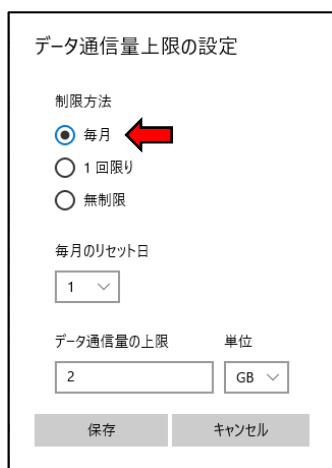 データ通信量上限の設定
制限方法
毎月
1 回限り
無制限
毎月のリセット日
1
データ通信量の上限 単位
2 GB
保存 キャンセル